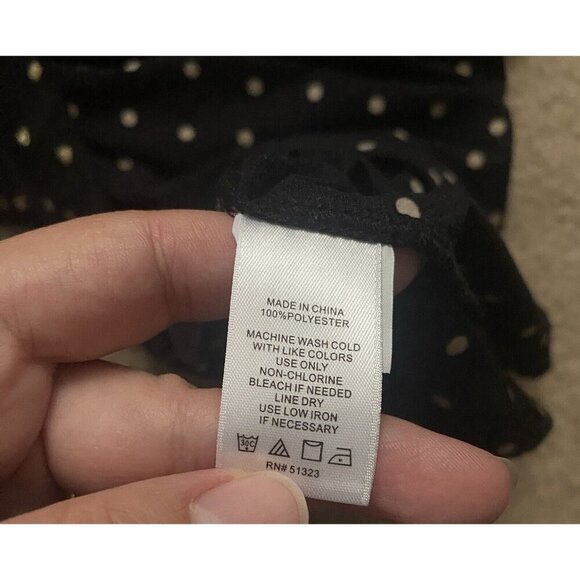 MADE IN CHINA
100%POLYESTER
MACHINE WASH COLD
WITH LIKE COLORS
USE ONLY
NON-CHLORINE
BLEACH IF NEEDED
LINE DRY
USE LOW IRON
IF NECESSARY
30C
RN# 51323